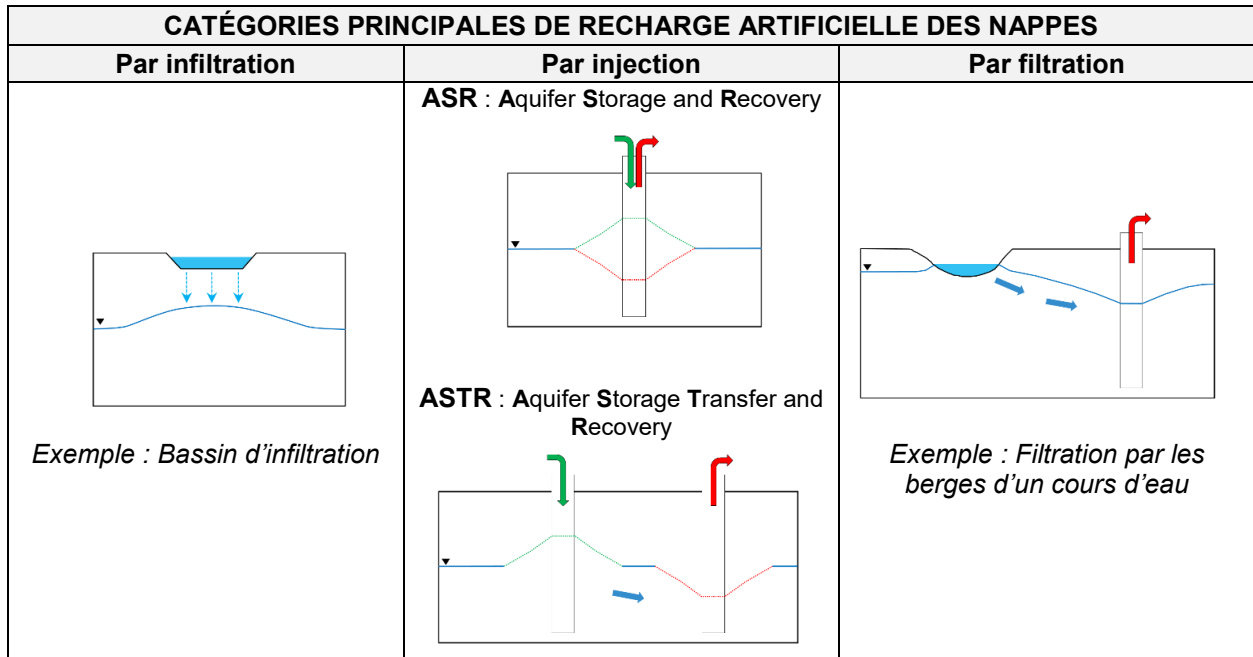 CATÉGORIES PRINCIPALES DE RECHARGE ARTIFICIELLE DES NAPPES
Par infiltration
Par injection
Par filtration
Exemple : Bassin d'infiltration
ASR : Aquifer Storage and Recovery
ASTR : Aquifer Storage Transfer and
Recovery
Exemple : Filtration par les
berges d'un cours d'eau